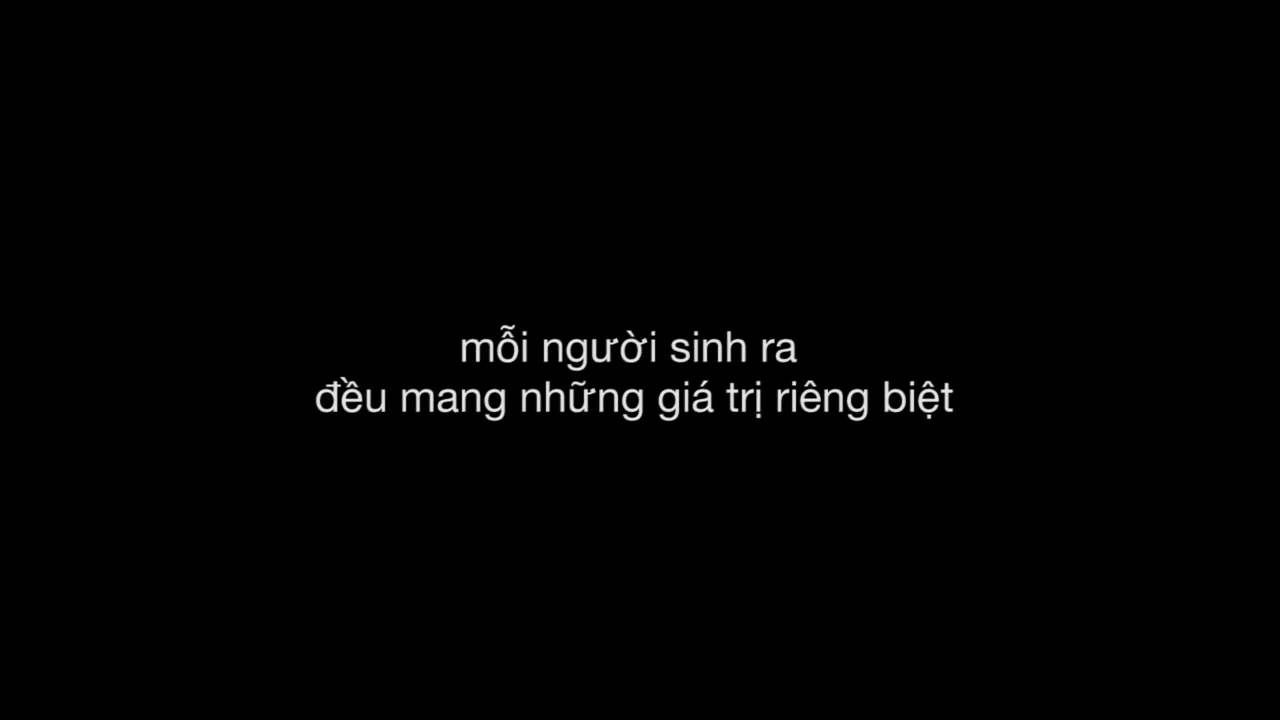 mỗi người sinh ra
đều mang những giá trị riêng biệt